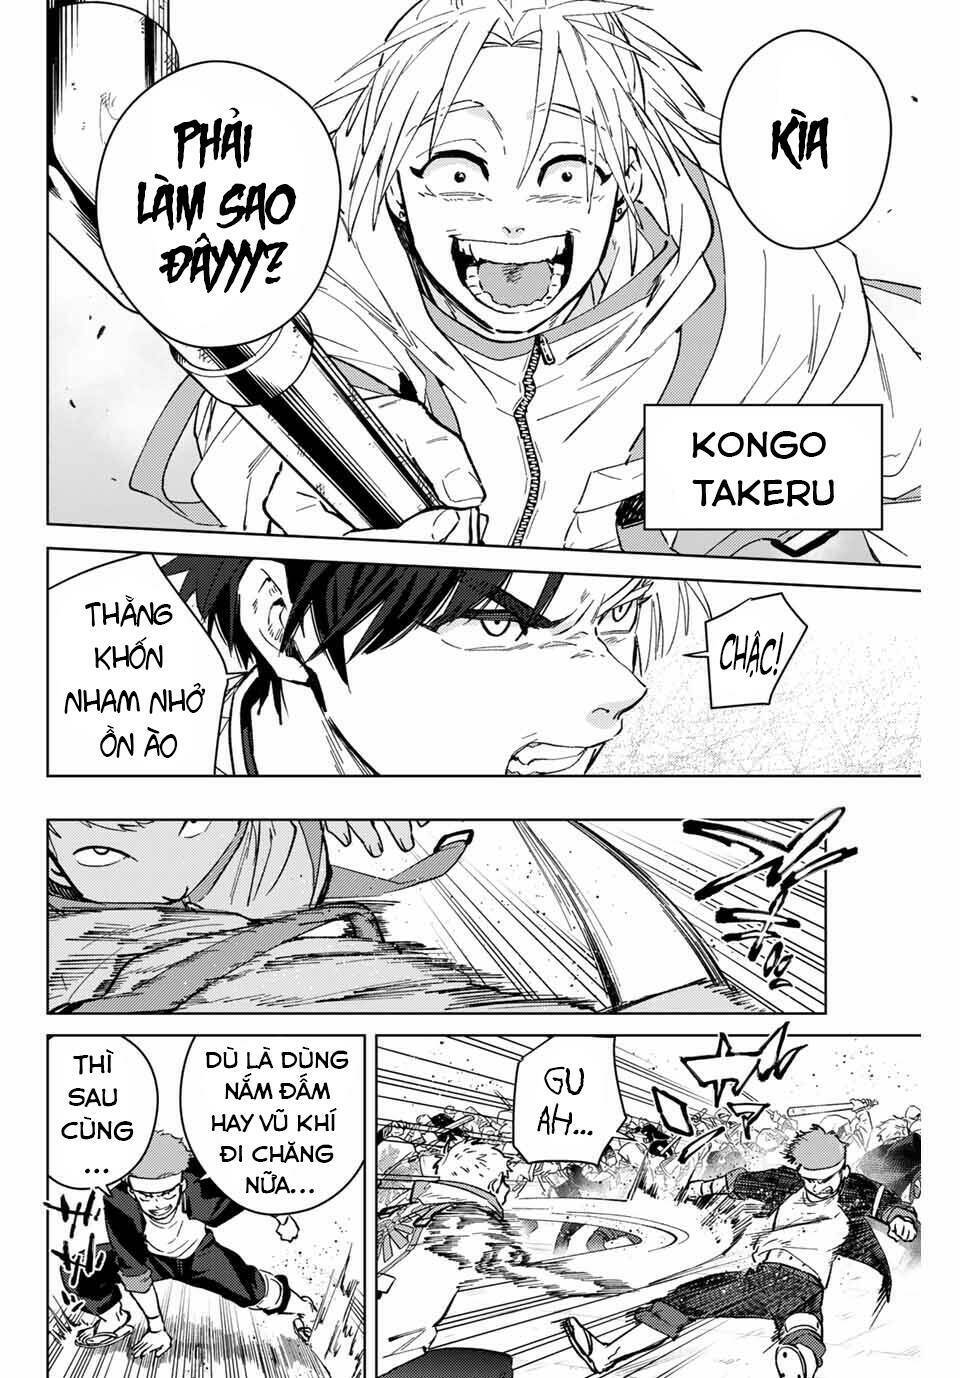 KÌA
PHẢI
LÀM SAO
ĐÂYYY?
KONGO
TAKERU
CHẬC!
THẰNG
KHỐN
NHAM NHỞ
ỒN ÀO
GU
AH...
DÙ LÀ DÙNG
NẮM ĐẤM
HAY VŨ KHÍ
ĐI CHĂNG
NỮA...
THÌ
SAU
CÙNG
...